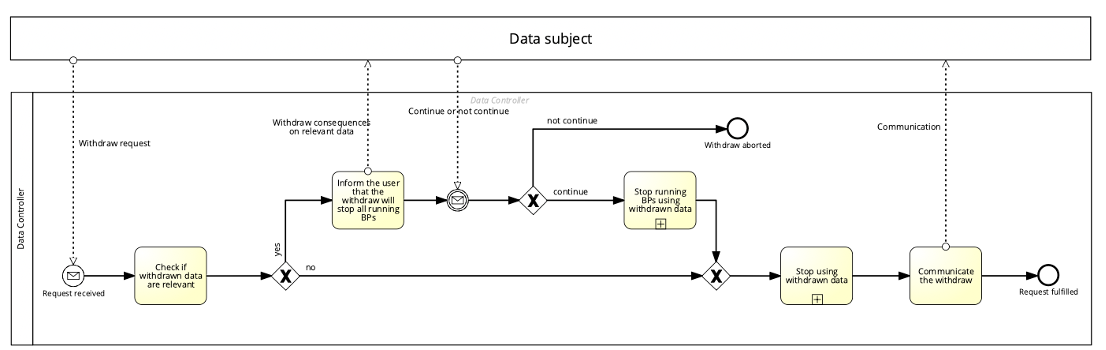 Data subject
Data Controller
Data Controller
Withdraw request
Withdraw consequences
on relevant data
Continue or not continue
Communication
not continue
Withdraw aborted
Inform the user
that the
withdraw will
stop all running
BPs
continue
Stop running
BPs using
withdrawn data
yes
no
Request received
Check if
withdrawn data
are relevant
Stop using
withdrawn data
Communicate
the withdraw
Request fulfilled